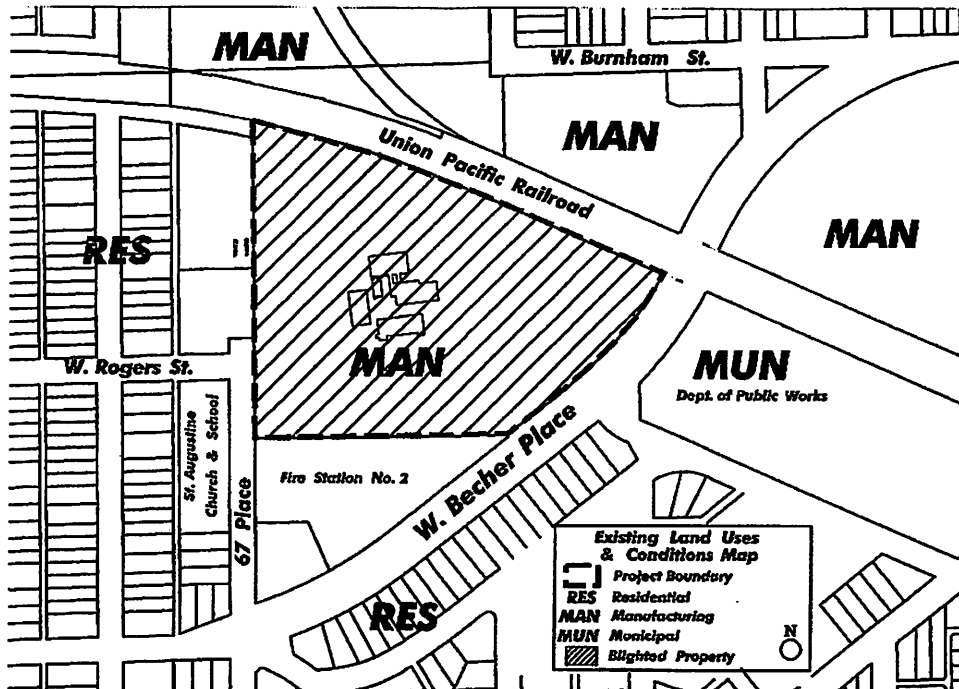 MAN
W. Burnham St.
MAN
Union Pacific Railroad
MAN
RES
MAN
W. Rogers St.
MUN
Dept. of Public Works
St. Augustine
Church & School
67 Place
Fire Station No. 2
W. Becher Place
RES
Existing Land Uses
& Conditions Map
Project Boundary
RES Residential
MAN Manufacturing
MUN Municipal
Blighted Property
N